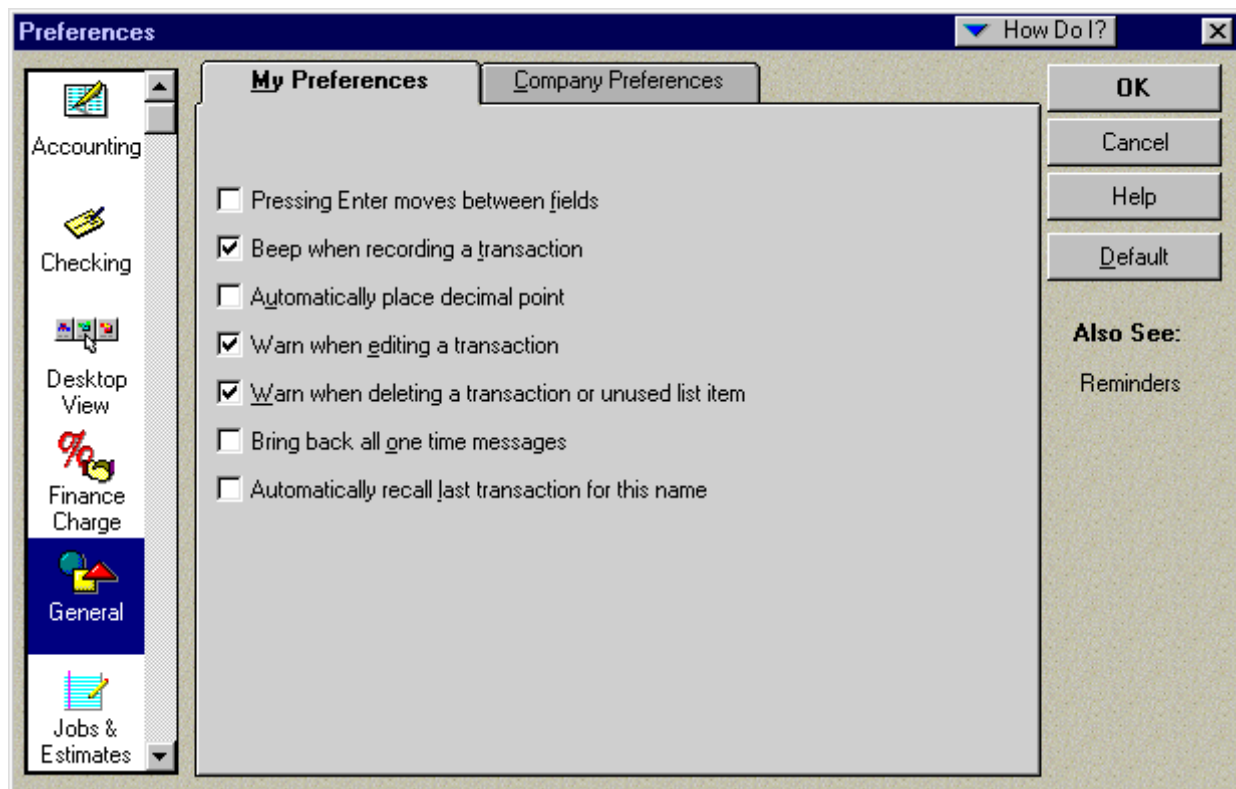 Preferences
How Do I?
Accounting
Checking
Desktop
View
Finance
Charge
General
Jobs &
Estimates
My Preferences
Company Preferences
Pressing Enter moves between fields
Beep when recording a transaction
Automatically place decimal point
Warn when editing a transaction
Warn when deleting a transaction or unused list item
Bring back all one time messages
Automatically recall last transaction for this name
OK
Cancel
Help
Default
Also See:
Reminders